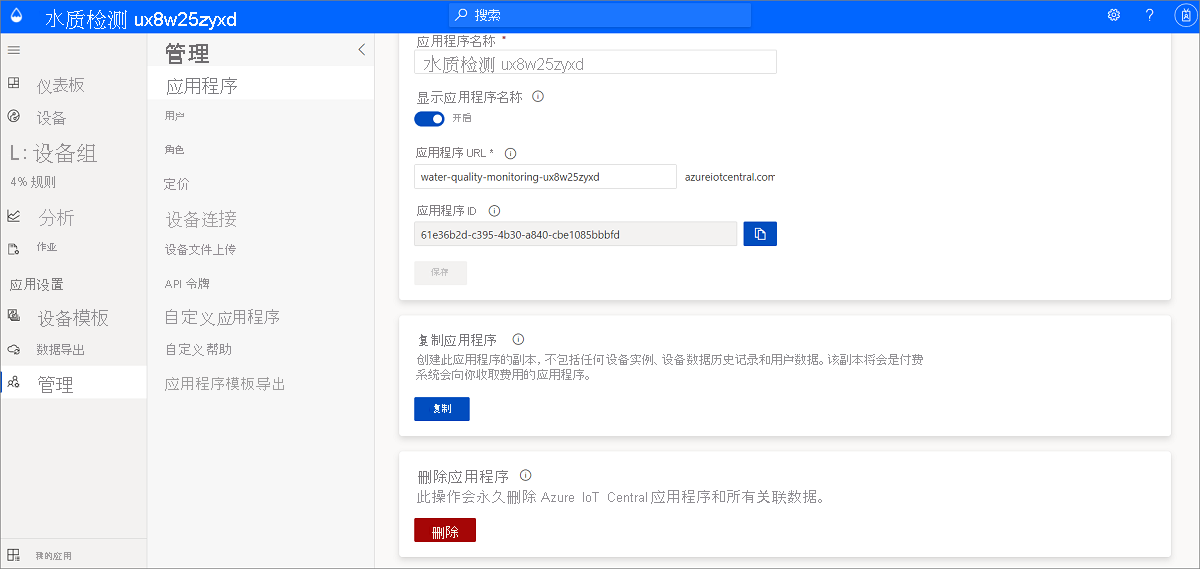 水质检测 ux8w25zyxd
搜索
仪表板
设备
L: 设备组
4% 规则
分析
作业
应用设置
设备模板
数据导出
管理
我的应用
管理
应用程序
用户
角色
定价
设备连接
设备文件上传
API 令牌
自定义应用程序
自定义帮助
应用程序模板导出
应用程序名称 *
水质检测 ux8w25zyxd
显示应用程序名称
开启
应用程序 URL *
water-quality-monitoring-ux8w25zyxd azureiotcentral.com
应用程序 ID
61e36b2d-c395-4b30-a840-cbe1085bbbfd
保存
复制应用程序
创建此应用程序的副本, 不包括任何设备实例、设备数据历史记录和用户数据。该副本将会是付费
系统会向你收取费用的应用程序。
复制
删除应用程序
此操作会永久删除 Azure IoT Central 应用程序和所有关联数据。
删除